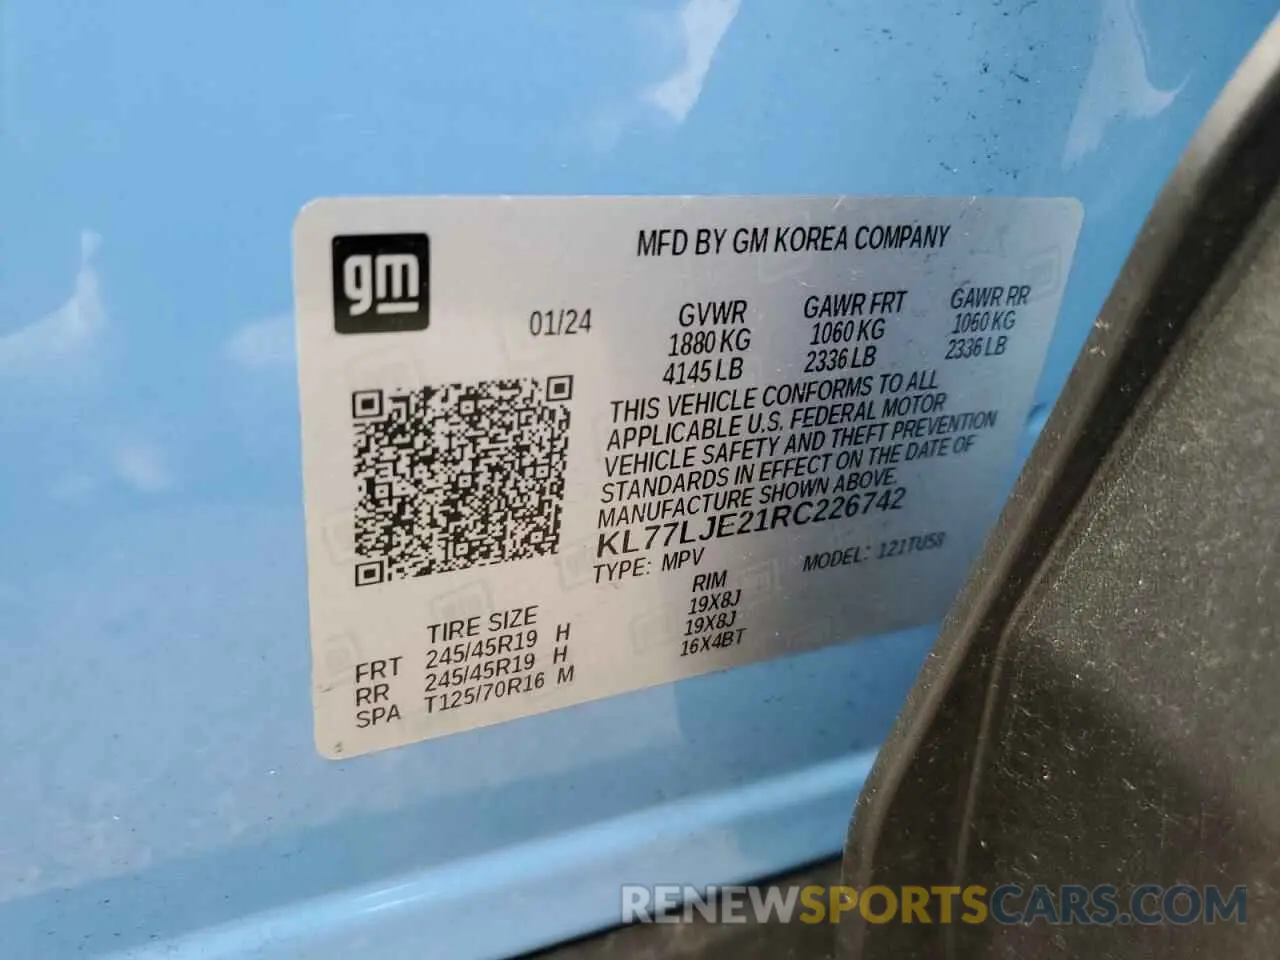 gm
MFD BY GM KOREA COMPANY
01/24
GVWR GAWR FRT GAWR RR
1880 KG 1060 KG 1060 KG
4145 LB 2336 LB 2336 LB
THIS VEHICLE CONFORMS TO ALL
APPLICABLE U.S. FEDERAL MOTOR
VEHICLE SAFETY AND THEFT PREVENTION
STANDARDS IN EFFECT ON THE DATE OF
MANUFACTURE SHOWN ABOVE.
KL77LJE21RC226742
TYPE: MPV MODEL: 121TU58
TIRE SIZE RIM
FRT 245/45R19 H 19X8J
RR 245/45R19 H 19X8J
SPA T125/70R16 M 16X4BT
RENEWSPORTSCARS.COM